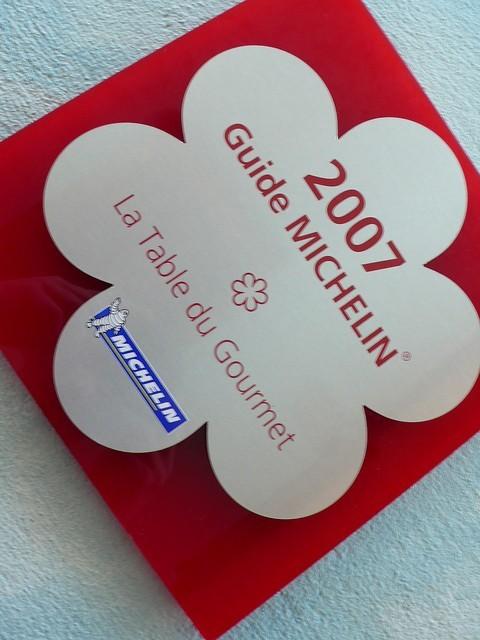 2007
Guide MICHELIN®
La Table du Gourmet
MICHELIN